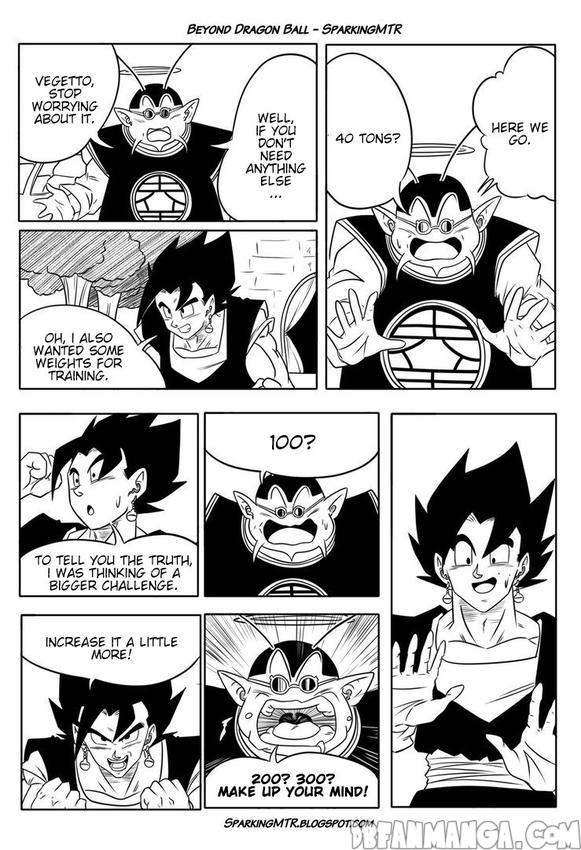 BEYOND DRAGON BALL - SPARKINGMTR
VEGETTO,
STOP
WORRYING
ABOUT IT.
WELL,
IF YOU
DON'T
NEED
ANYTHING
ELSE
...
OH, I ALSO
WANTED SOME
WEIGHTS FOR
TRAINING.
HERE WE
GO.
40 TONS?
TO TELL YOU THE TRUTH,
I WAS THINKING OF A
BIGGER CHALLENGE.
100?
INCREASE IT A LITTLE
MORE!
200? 300?
MAKE UP YOUR MIND!
SPARKINGMTR.BLOGSPOT.COM
DBFANMANGA.COM